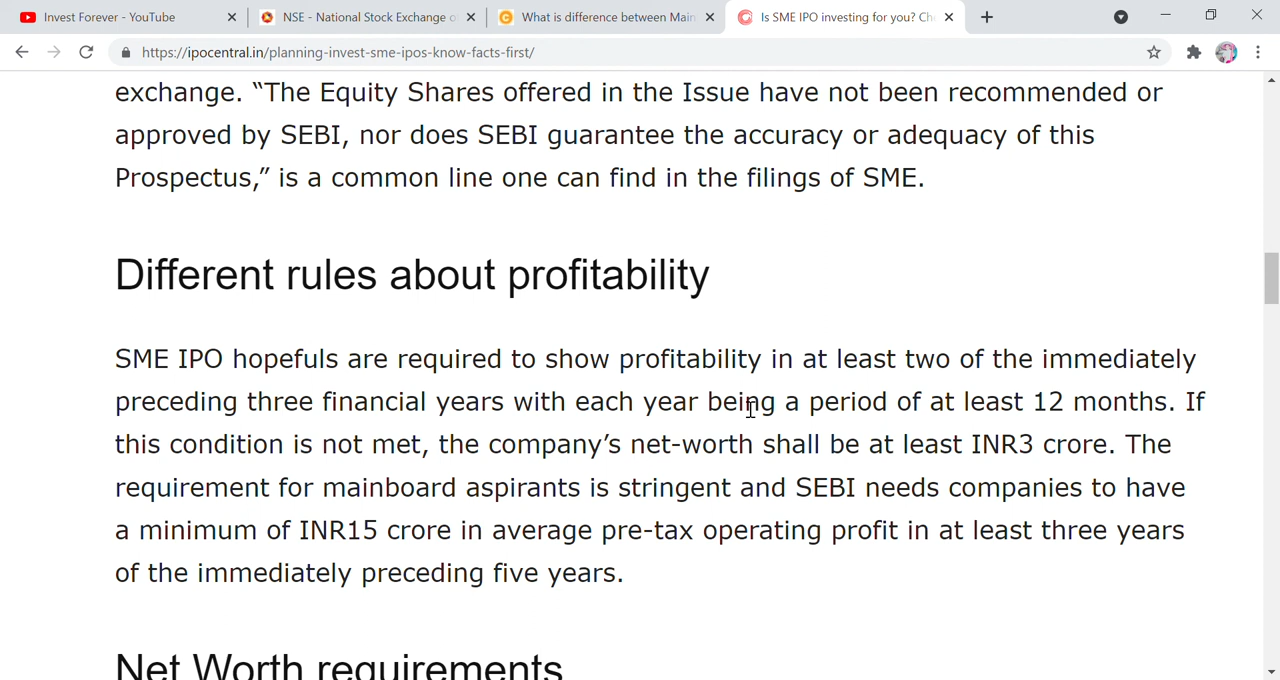 Invest Forever - YouTube
NSE - National Stock Exchange o
What is difference between Main
Is SME IPO investing for you? Ch
https://ipocentral.in/planning-invest-sme-ipos-know-facts-first/
exchange. “The Equity Shares offered in the Issue have not been recommended or
approved by SEBI, nor does SEBI guarantee the accuracy or adequacy of this
Prospectus,” is a common line one can find in the filings of SME.
Different rules about profitability
SME IPO hopefuls are required to show profitability in at least two of the immediately
preceding three financial years with each year being a period of at least 12 months. If
this condition is not met, the company’s net-worth shall be at least INR3 crore. The
requirement for mainboard aspirants is stringent and SEBI needs companies to have
a minimum of INR15 crore in average pre-tax operating profit in at least three years
of the immediately preceding five years.
Net Worth requirements